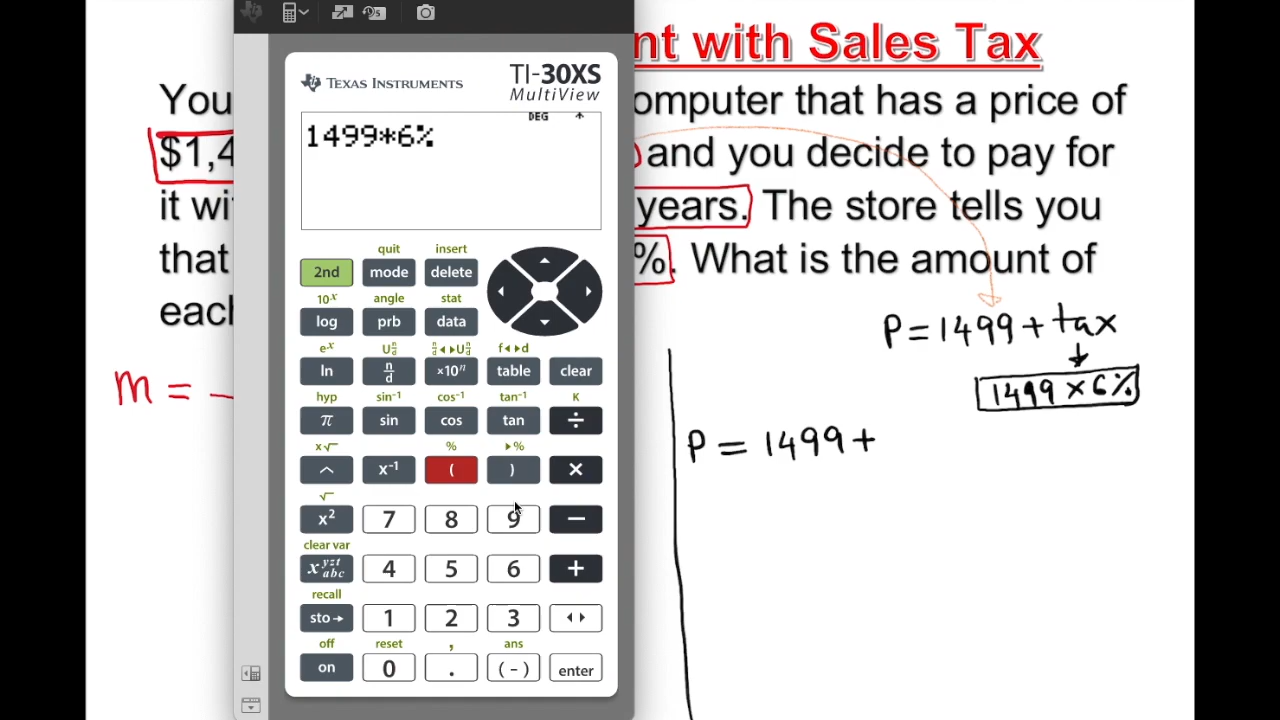 nt with Sales Tax
You omputer that has a price of
$1,4 and you decide to pay for
it wi years. The store tells you
that %. What is the amount of
each
P = 1499 + tax
1499 × 6%
m =
P = 1499 +
TEXAS INSTRUMENTS
TI-30XS
MultiView
DEG
1499*6%
quit insert
2nd mode delete
10ˣ angle stat
log prb data
eˣ U n/d n/d◄►U n/d f◄►d
ln n/d ×10ⁿ table clear
hyp sin⁻¹ cos⁻¹ tan⁻¹ K
π sin cos tan ÷
x√ % ►%
^ x⁻¹ ( ) ×
√
x² 7 8 9 −
clear var
x yzt abc 4 5 6 +
recall
sto→ 1 2 3 ◄►
off reset , ans
on 0 . (-) enter